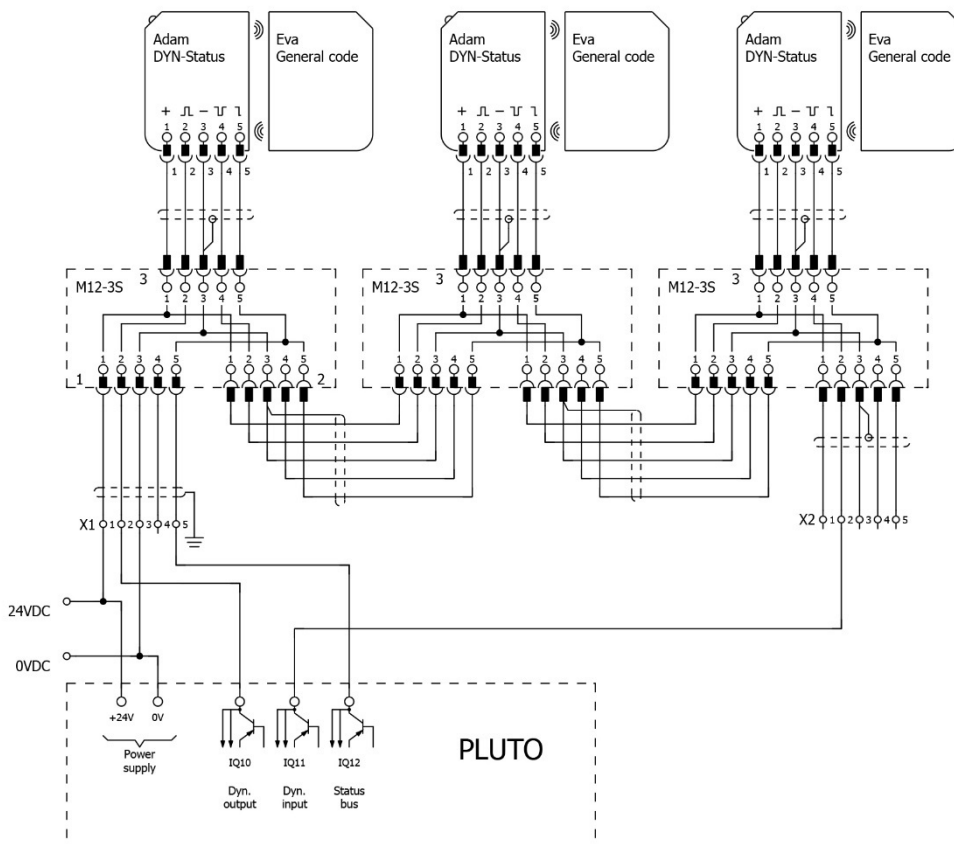 Adam
DYN-Status
Eva
General code
Adam
DYN-Status
Eva
General code
Adam
DYN-Status
Eva
General code
+ –
+ –
+ –
1 2 3 4 5
1 2 3 4 5
1 2 3 4 5
1 2 3 4 5
1 2 3 4 5
1 2 3 4 5
M12-3S 3
M12-3S 3
M12-3S 3
1 2 3 4 5
1 2 3 4 5
1 2 3 4 5
1 2 3 4 5 1 2 3 4 5
1 2 3 4 5 1 2 3 4 5
1 2 3 4 5 1 2 3 4 5
1 2
X1 1 2 3 4 5
X2 1 2 3 4 5
24VDC
0VDC
+24V 0V
Power
supply
IQ10
Dyn.
output
IQ11
Dyn.
input
IQ12
Status
bus
PLUTO